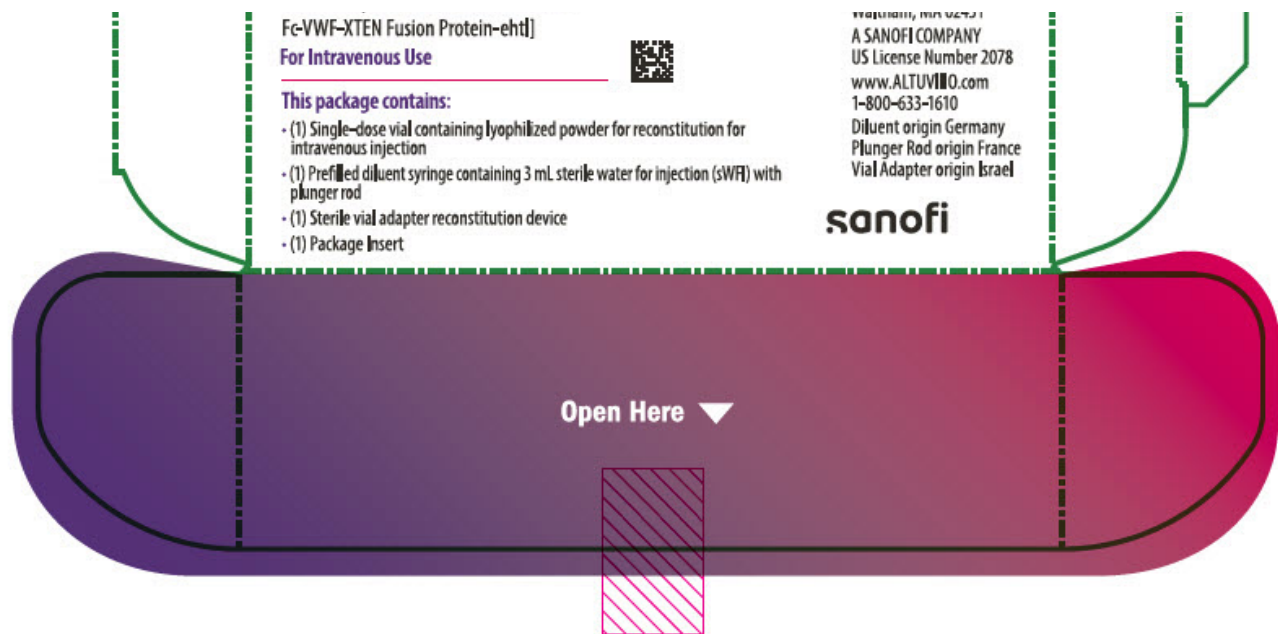 Fc-VWF-XTEN Fusion Protein-ehtl]
For Intravenous Use
This package contains:
• (1) Single-dose vial containing lyophilized powder for reconstitution for
intravenous injection
• (1) Prefilled diluent syringe containing 3 mL sterile water for injection (sWFI) with
plunger rod
• (1) Sterile vial adapter reconstitution device
• (1) Package Insert
Waltham, MA 02451
A SANOFI COMPANY
US License Number 2078
www.ALTUVIIIO.com
1-800-633-1610
Diluent origin Germany
Plunger Rod origin France
Vial Adapter origin Israel
sanofi
Open Here